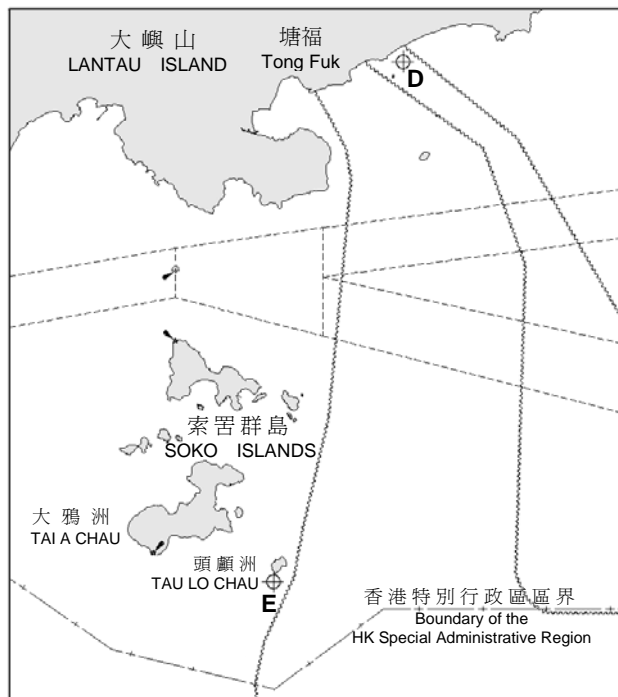 大嶼山
LANTAU ISLAND
塘福
Tong Fuk
D
索罟群島
SOKO ISLANDS
大鴉洲
TAI A CHAU
頭顱洲
TAU LO CHAU
E
香港特別行政區區界
Boundary of the
HK Special Administrative Region